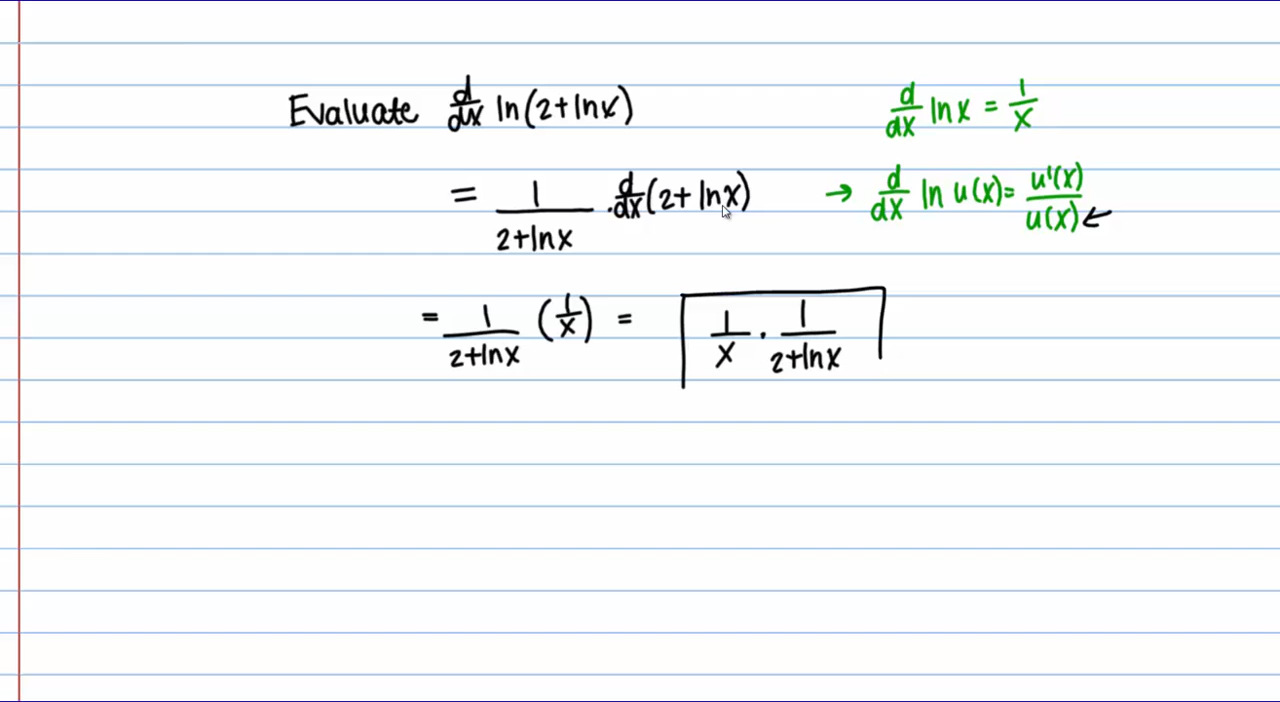 Evaluate d/dx ln(2+lnx)
d/dx ln x = 1/x
= 1/(2+lnx) · d/dx(2+ lnx)
→ d/dx ln u(x) = u'(x)/u(x) ←
= 1/(2+lnx) (1/x) = 1/x · 1/(2+lnx)